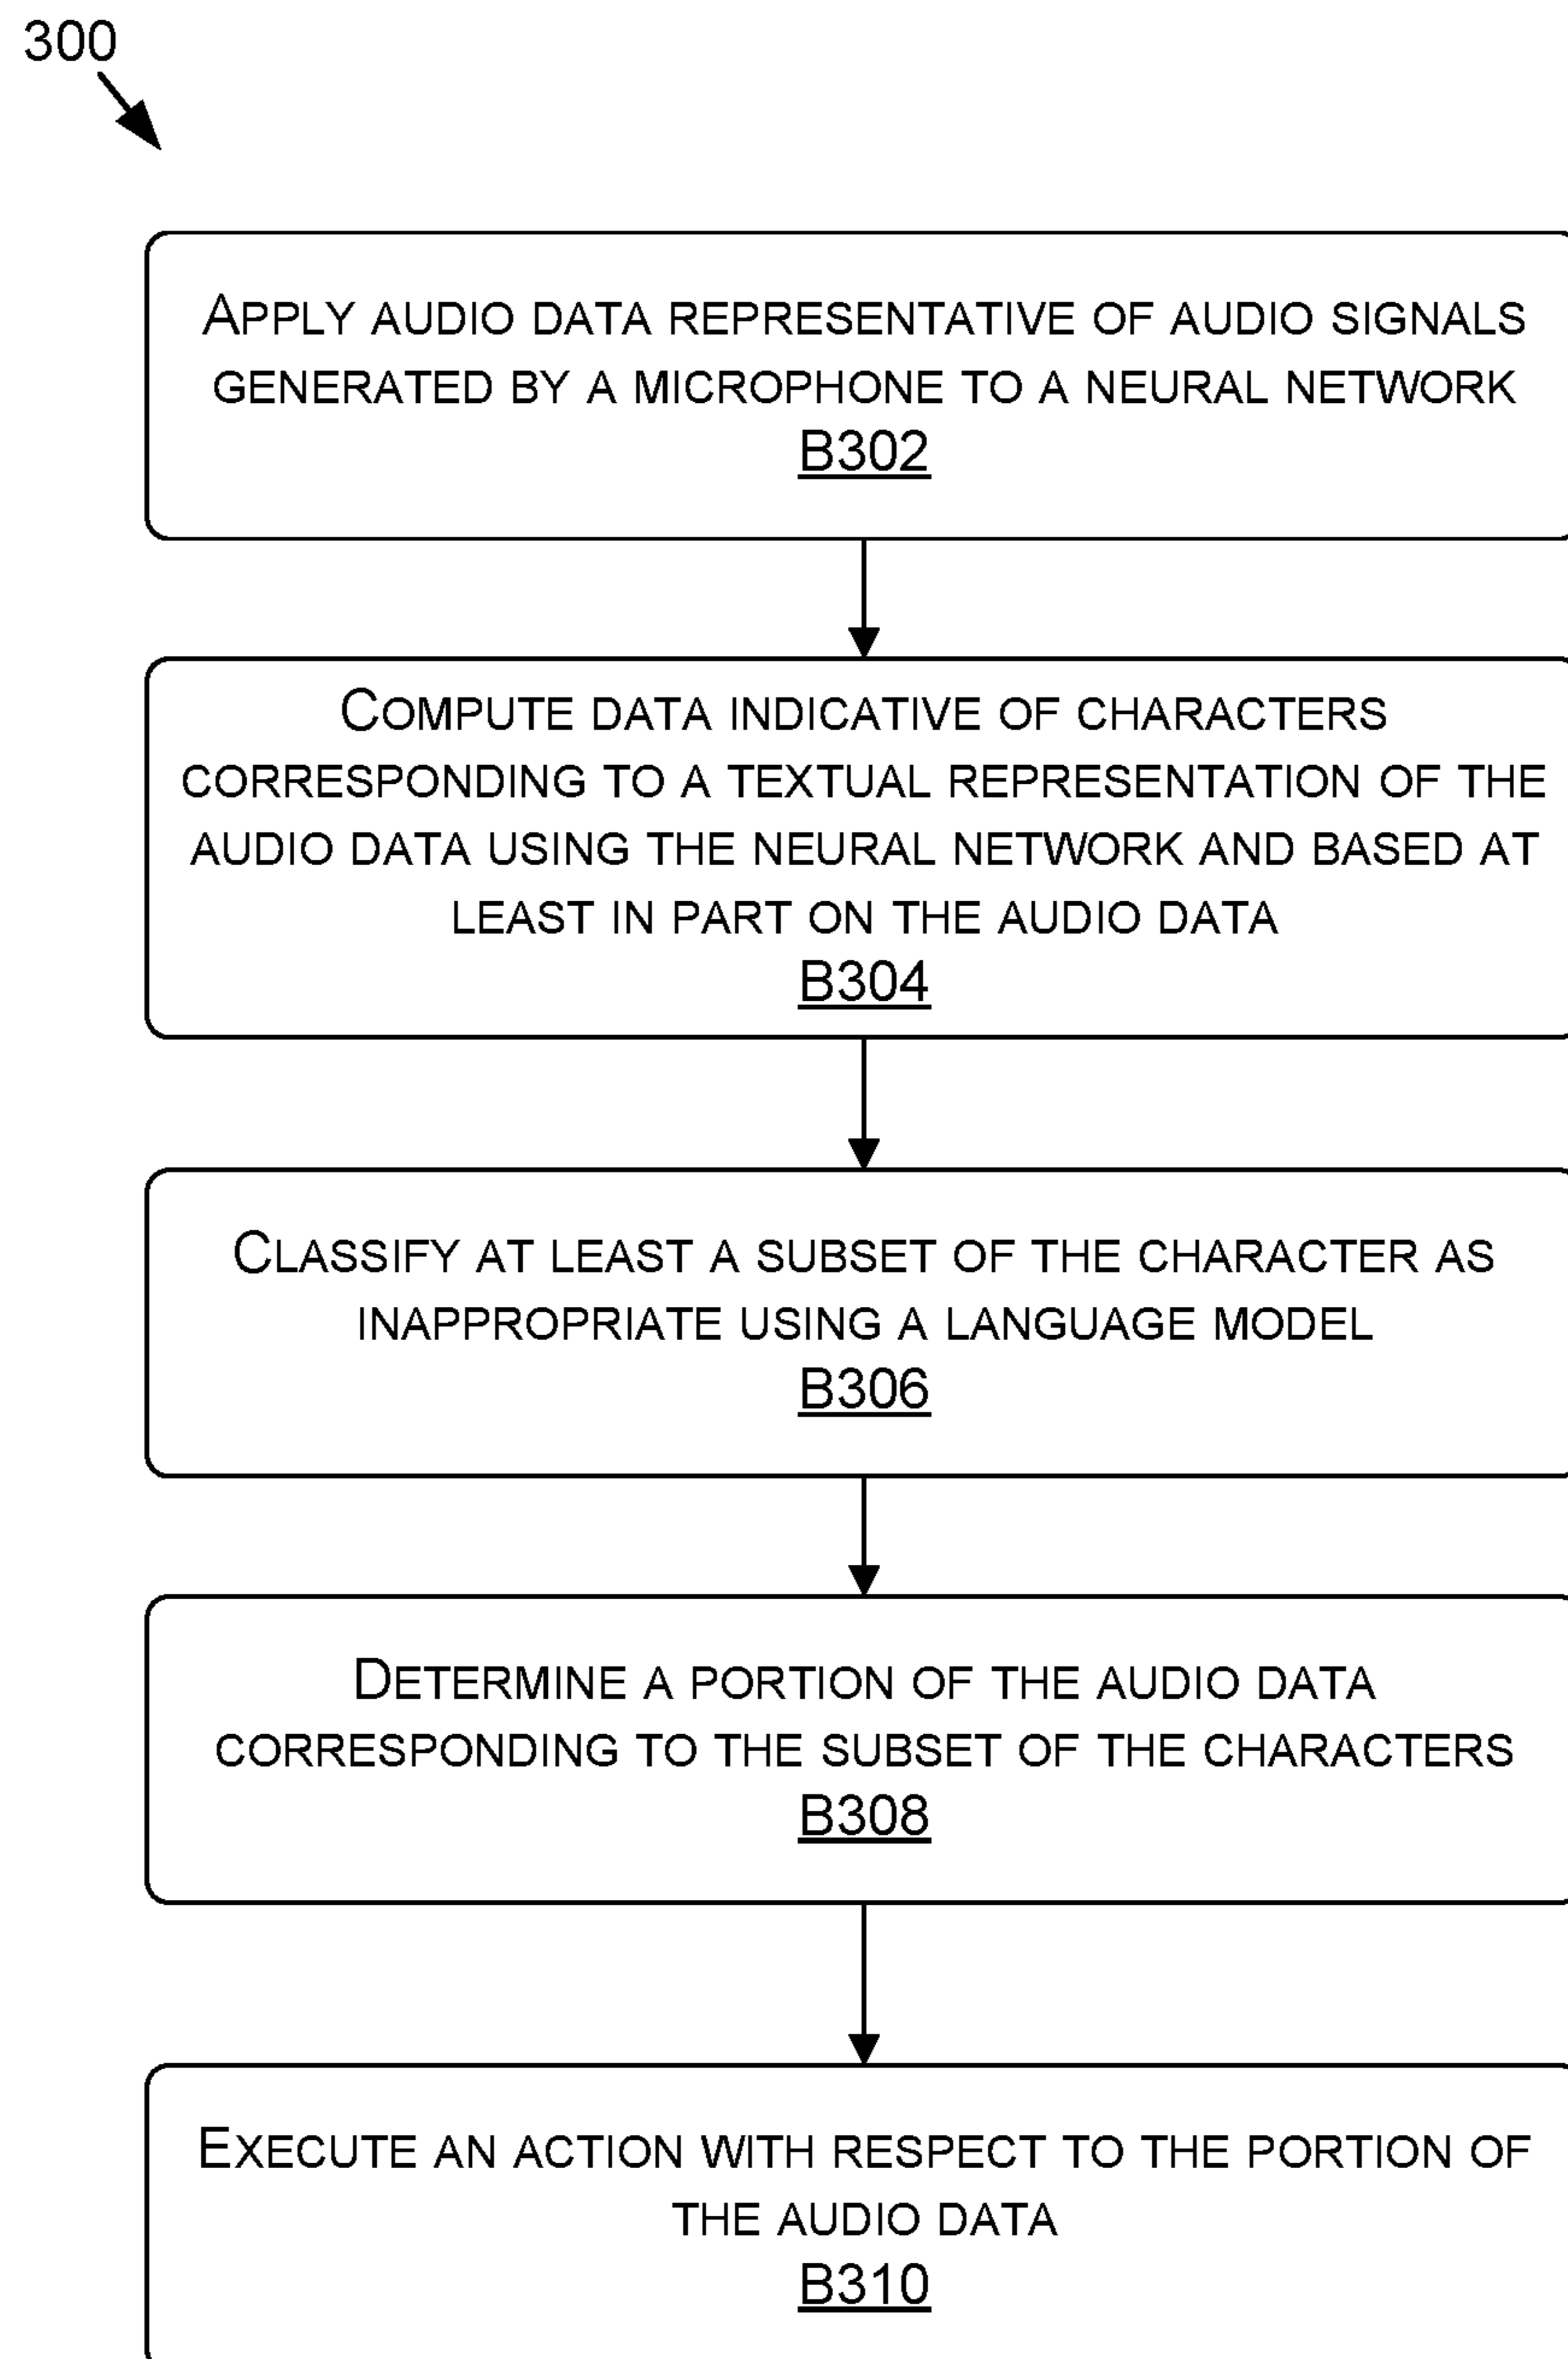 300
APPLY AUDIO DATA REPRESENTATIVE OF AUDIO SIGNALS
GENERATED BY A MICROPHONE TO A NEURAL NETWORK
B302
COMPUTE DATA INDICATIVE OF CHARACTERS
CORRESPONDING TO A TEXTUAL REPRESENTATION OF THE
AUDIO DATA USING THE NEURAL NETWORK AND BASED AT
LEAST IN PART ON THE AUDIO DATA
B304
CLASSIFY AT LEAST A SUBSET OF THE CHARACTER AS
INAPPROPRIATE USING A LANGUAGE MODEL
B306
DETERMINE A PORTION OF THE AUDIO DATA
CORRESPONDING TO THE SUBSET OF THE CHARACTERS
B308
EXECUTE AN ACTION WITH RESPECT TO THE PORTION OF
THE AUDIO DATA
B310